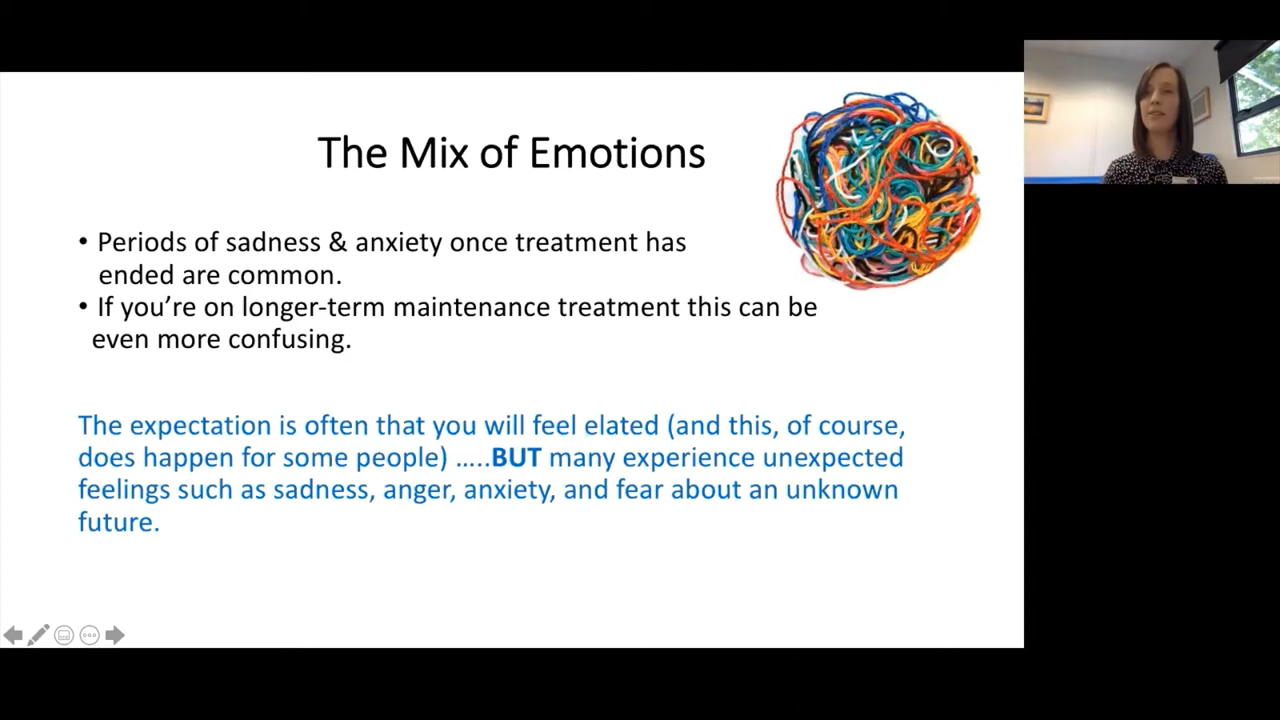 The Mix of Emotions
• Periods of sadness & anxiety once treatment has
ended are common.
• If you’re on longer-term maintenance treatment this can be
even more confusing.
The expectation is often that you will feel elated (and this, of course,
does happen for some people) …..BUT many experience unexpected
feelings such as sadness, anger, anxiety, and fear about an unknown
future.